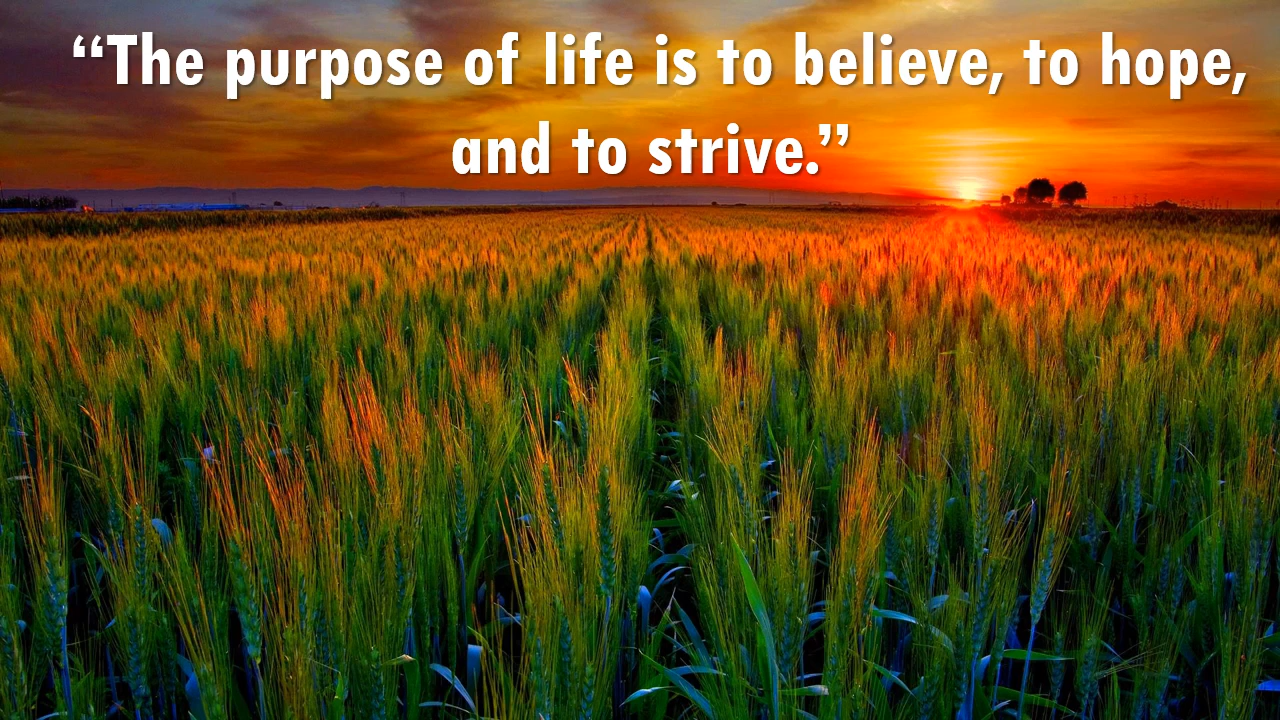 “The purpose of life is to believe, to hope,
and to strive.”